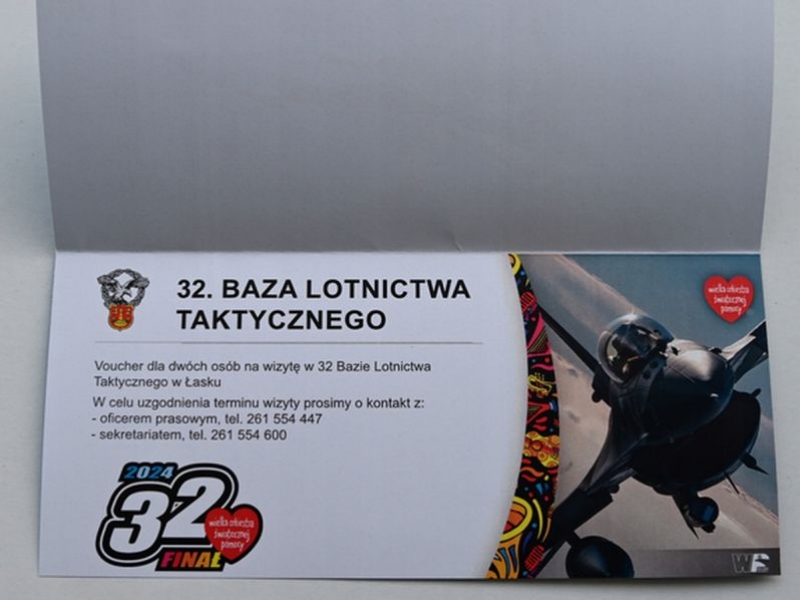 32. BAZA LOTNICTWA
TAKTYCZNEGO
Voucher dla dwóch osób na wizytę w 32 Bazie Lotnictwa
Taktycznego w Łasku
W celu uzgodnienia terminu wizyty prosimy o kontakt z:
- oficerem prasowym, tel. 261 554 447
- sekretariatem, tel. 261 554 600
2024
32
FINAŁ
wielka orkiestra
świątecznej
pomocy
wielka orkiestra
świątecznej
pomocy